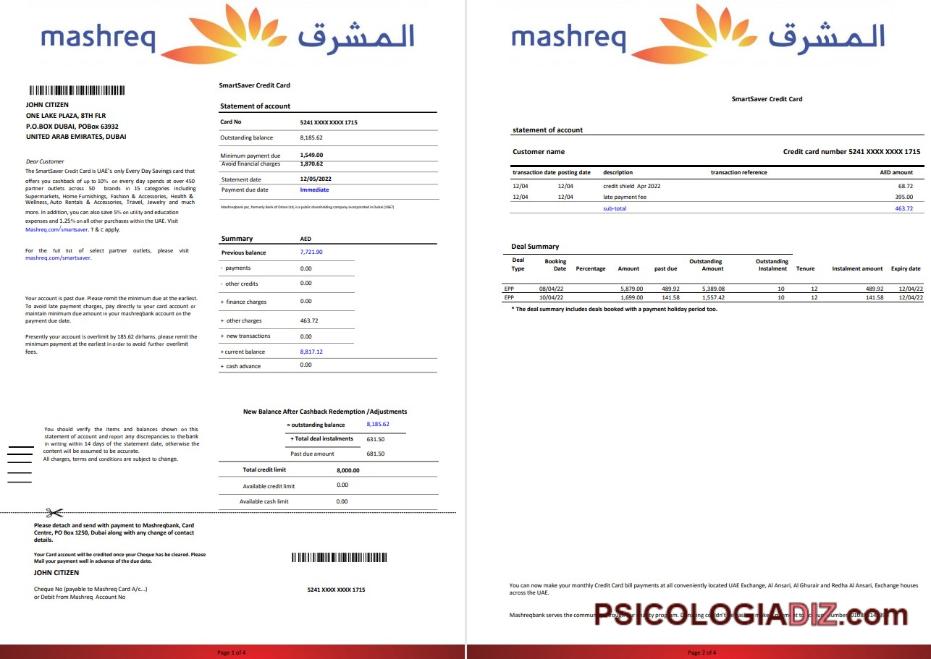 mashreq المشرق
JOHN CITIZEN
ONE LAKE PLAZA, 8TH FLR
P.O.BOX DUBAI, POBox 63932
UNITED ARAB EMIRATES, DUBAI
Dear Customer
The SmartSaver Credit Card is UAE's only Every Day Savings card that
offers you cashback of up to 10% or every day spends at over 450
partner outlets across 50 brands in 15 categories including
Supermarkets, Home Furnishings, Fashion & Accessories, Health &
Wellness, Auto Rentals & Accessories, Travel, Jewelry and much
more. In addition, you can also save 5% on utility and education
expenses and 1.25% on all other purchases within the UAE. Visit
Mashreq.com/smartsaver. T & C apply.
For the full list of select partner outlets, please visit
mashreq.com/smartsaver.
Your account is past due. Please remit the minimum due at the earliest.
To avoid late payment charges, pay directly to your card account or
maintain minimum due amount in your mashreqbank account on the
payment due date.
Presently your account is overlimit by 185.62 dirhams, please remit the
minimum payment at the earliest in order to avoid further overlimit
fees.
You should verify the items and balances shown on this
statement of account and report any discrepancies to the bank
in writing within 14 days of the statement date, otherwise the
content will be assumed to be accurate.
All charges, terms and conditions are subject to change.
SmartSaver Credit Card
Statement of account
Card No 5241 XXXX XXXX 1715
Outstanding balance 8,185.62
Minimum payment due 1,549.00
Avoid financial charges 1,870.62
Statement date 12/05/2022
Payment due date Immediate
Summary AED
Previous balance 7,721.90
- payments 0.00
- other credits 0.00
+ finance charges 0.00
+ other charges 463.72
+ new transactions 0.00
= current balance 8,817.12
+ cash advance 0.00
New Balance After Cashback Redemption /Adjustments
= outstanding balance 8,185.62
+ Total deal instalments 631.50
Past due amount 681.50
Total credit limit 8,000.00
Available credit limit 0.00
Available cash limit 0.00
Please detach and send with payment to Mashreqbank, Card
Centre, PO Box 1250, Dubai along with any change of contact
details.
Your Card account will be credited once your Cheque has be cleared. Please
Mail your payment well in advance of the due date.
JOHN CITIZEN
Cheque No (payable to Mashreq Card A/c...)
or Debit from Mashreq Account No
5241 XXXX XXXX 1715
Page 1 of 4
mashreq المشرق
SmartSaver Credit Card
statement of account
Customer name Credit card number 5241 XXXX XXXX 1715
transaction date posting date description transaction reference AED amount
12/04 12/04 credit shield Apr 2022 68.72
12/04 12/04 late payment fee 395.00
sub-total 463.72
Deal Summary
Deal Type Booking Date Percentage Amount past due Outstanding Amount Outstanding Instalment Tenure Instalment amount Expiry date
EPP 08/04/22 5,879.00 489.92 5,389.08 10 12 489.92 12/04/22
EPP 10/04/22 1,699.00 141.58 1,557.42 10 12 141.58 12/04/22
* The deal summary includes deals booked with a payment holiday period too.
You can now make your monthly Credit Card bill payments at all conveniently located UAE Exchange, Al Ansari, Al Ghurair and Redha Al Ansari, Exchange houses
across the UAE.
Mashreqbank serves the
PSICOLOGIADIZ.com
Page 2 of 4